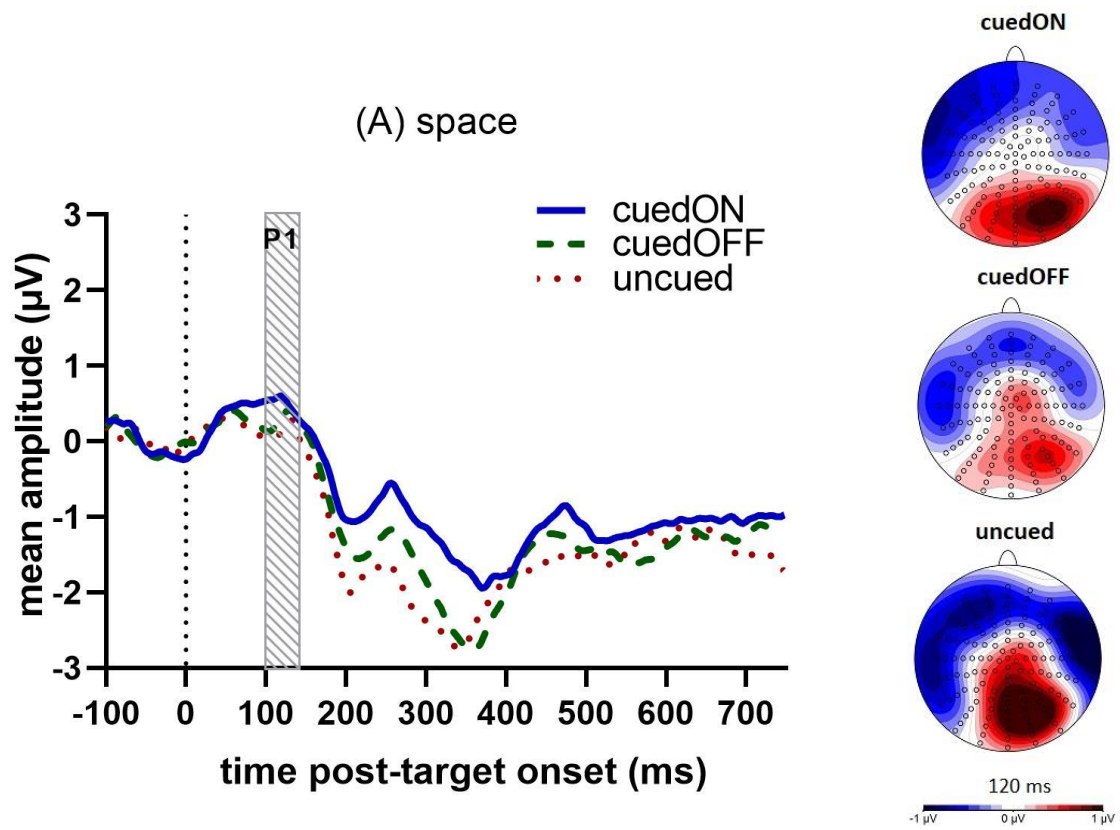 (A) space
cuedON
cuedOFF
uncued
P1
mean amplitude (µV)
3
2
1
0
-1
-2
-3
-100 0 100 200 300 400 500 600 700
time post-target onset (ms)
cuedON
cuedOFF
uncued
120 ms
-1 µV 0 µV 1 µV